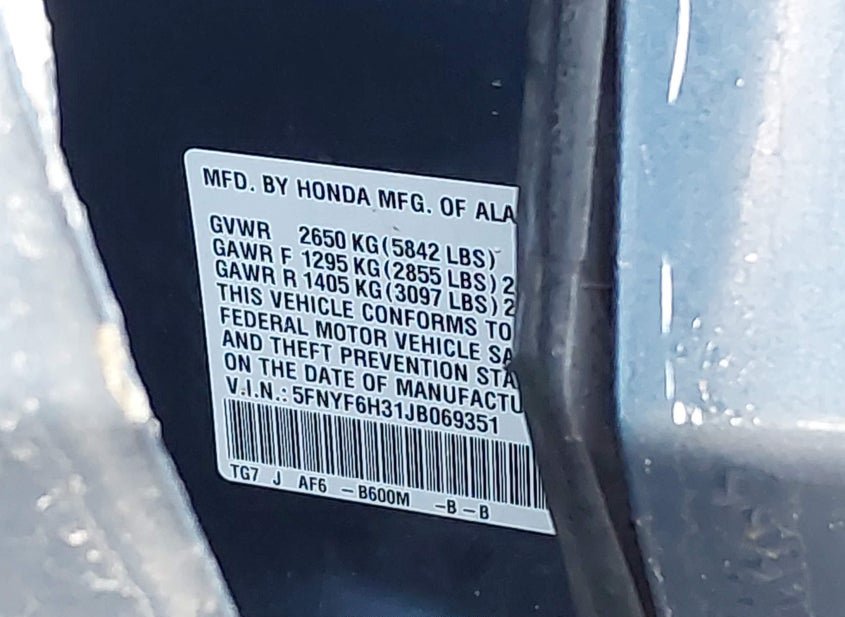 MFD. BY HONDA MFG. OF ALA
GVWR 2650 KG (5842 LBS)
GAWR F 1295 KG (2855 LBS) 2
GAWR R 1405 KG (3097 LBS) 2
THIS VEHICLE CONFORMS TO
FEDERAL MOTOR VEHICLE SA
AND THEFT PREVENTION STA
ON THE DATE OF MANUFACTU
V.I.N.: 5FNYF6H31JB069351
TG7 J AF6 – B600M – B – B